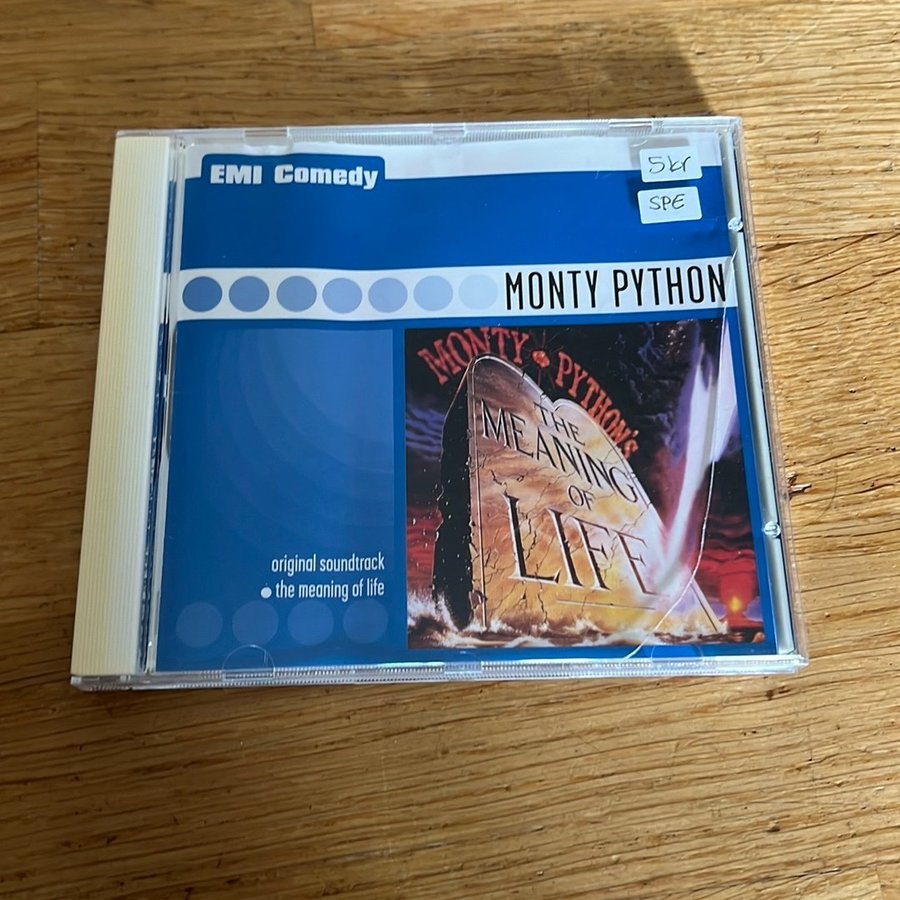 EMI Comedy
5kr
SPE
MONTY PYTHON
MONTY PYTHON'S
THE
MEANING
OF
LIFE
original soundtrack
the meaning of life